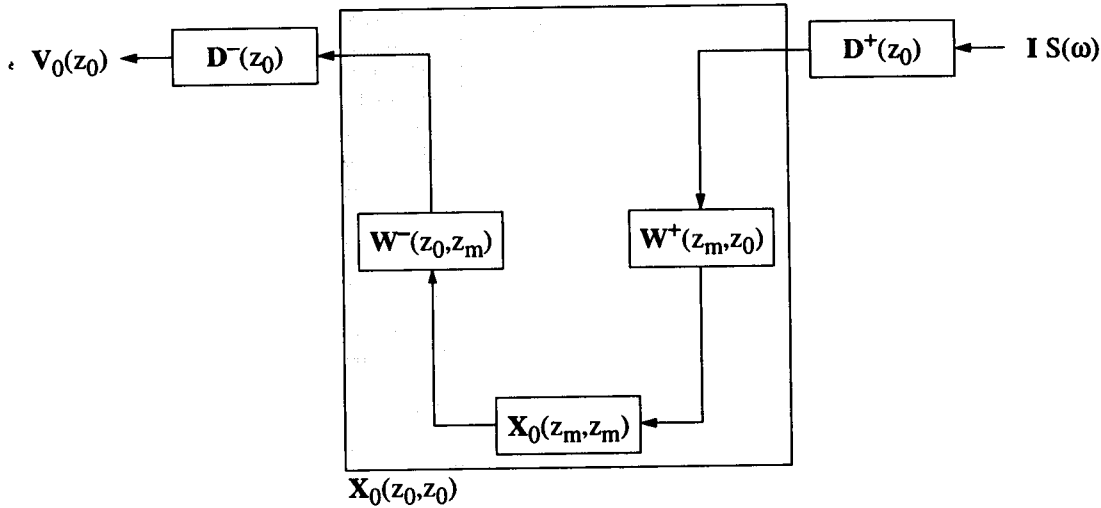 V₀(z₀)
D⁻(z₀)
D⁺(z₀)
I S(ω)
W⁻(z₀,zₘ)
W⁺(zₘ,z₀)
X₀(zₘ,zₘ)
X₀(z₀,z₀)